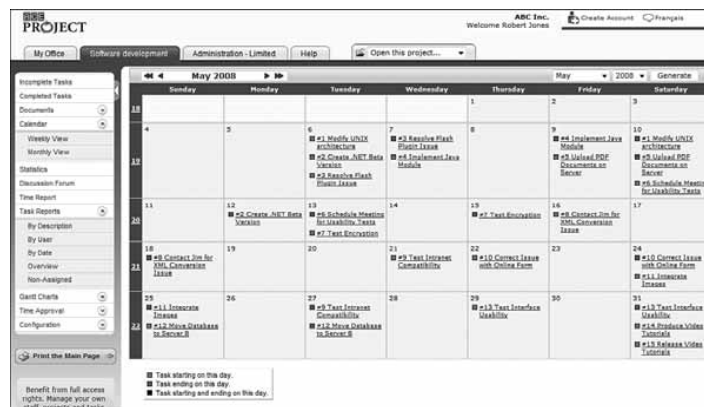 ACE
PROJECT
ABC Inc.
Welcome Robert Jones
Create Account
Français
My Office
Software development
Administration - Limited
Help
Open this project...
Incomplete Tasks
Completed Tasks
Documents
Calendar
Weekly View
Monthly View
Statistics
Discussion Forum
Time Report
Task Reports
By Description
By User
By Date
Overview
Non-Assigned
Gantt Charts
Time Approval
Configuration
Print the Main Page
Benefit from full access
rights. Manage your own
May 2008
May
2008
Generate
Sunday Monday Tuesday Wednesday Thursday Friday Saturday
18
1
2
3
19
4
5
6
#1 Modify UNIX
architecture
#2 Create .NET Beta
Version
#3 Resolve Flash
Plugin Issue
7
#3 Resolve Flash
Plugin Issue
#4 Implement Java
Module
8
9
#4 Implement Java
Module
#5 Upload PDF
Documents on
Server
10
#1 Modify UNIX
architecture
#5 Upload PDF
Documents on
Server
#6 Schedule Meeting
for Usability Tests
20
11
12
#2 Create .NET Beta
Version
13
#6 Schedule Meeting
for Usability Tests
#7 Test Encryption
14
15
#7 Test Encryption
16
#8 Contact Jim for
XML Conversion
Issue
17
21
18
#8 Contact Jim for
XML Conversion
Issue
19
20
21
#9 Test Intranet
Compatibility
22
#10 Correct Issue
with Online Form
23
24
#10 Correct Issue
with Online Form
#11 Integrate
Images
22
25
#11 Integrate
Images
#12 Move Database
to Server B
26
27
#9 Test Intranet
Compatibility
#12 Move Database
to Server B
28
29
#13 Test Interface
Usability
30
31
#13 Test Interface
Usability
#14 Produce Video
Tutorials
#15 Release Video
Tutorials
Task starting on this day.
Task ending on this day.
Task starting and ending on this day.